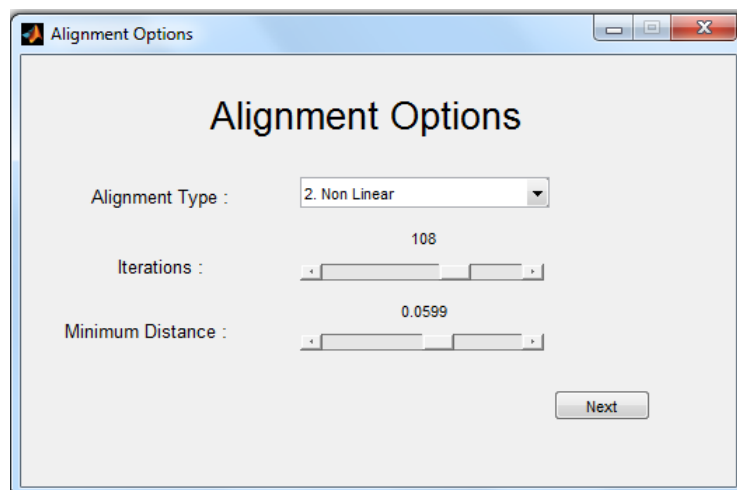 Alignment Options
Alignment Options
Alignment Type : 2. Non Linear
108
Iterations :
0.0599
Minimum Distance :
Next